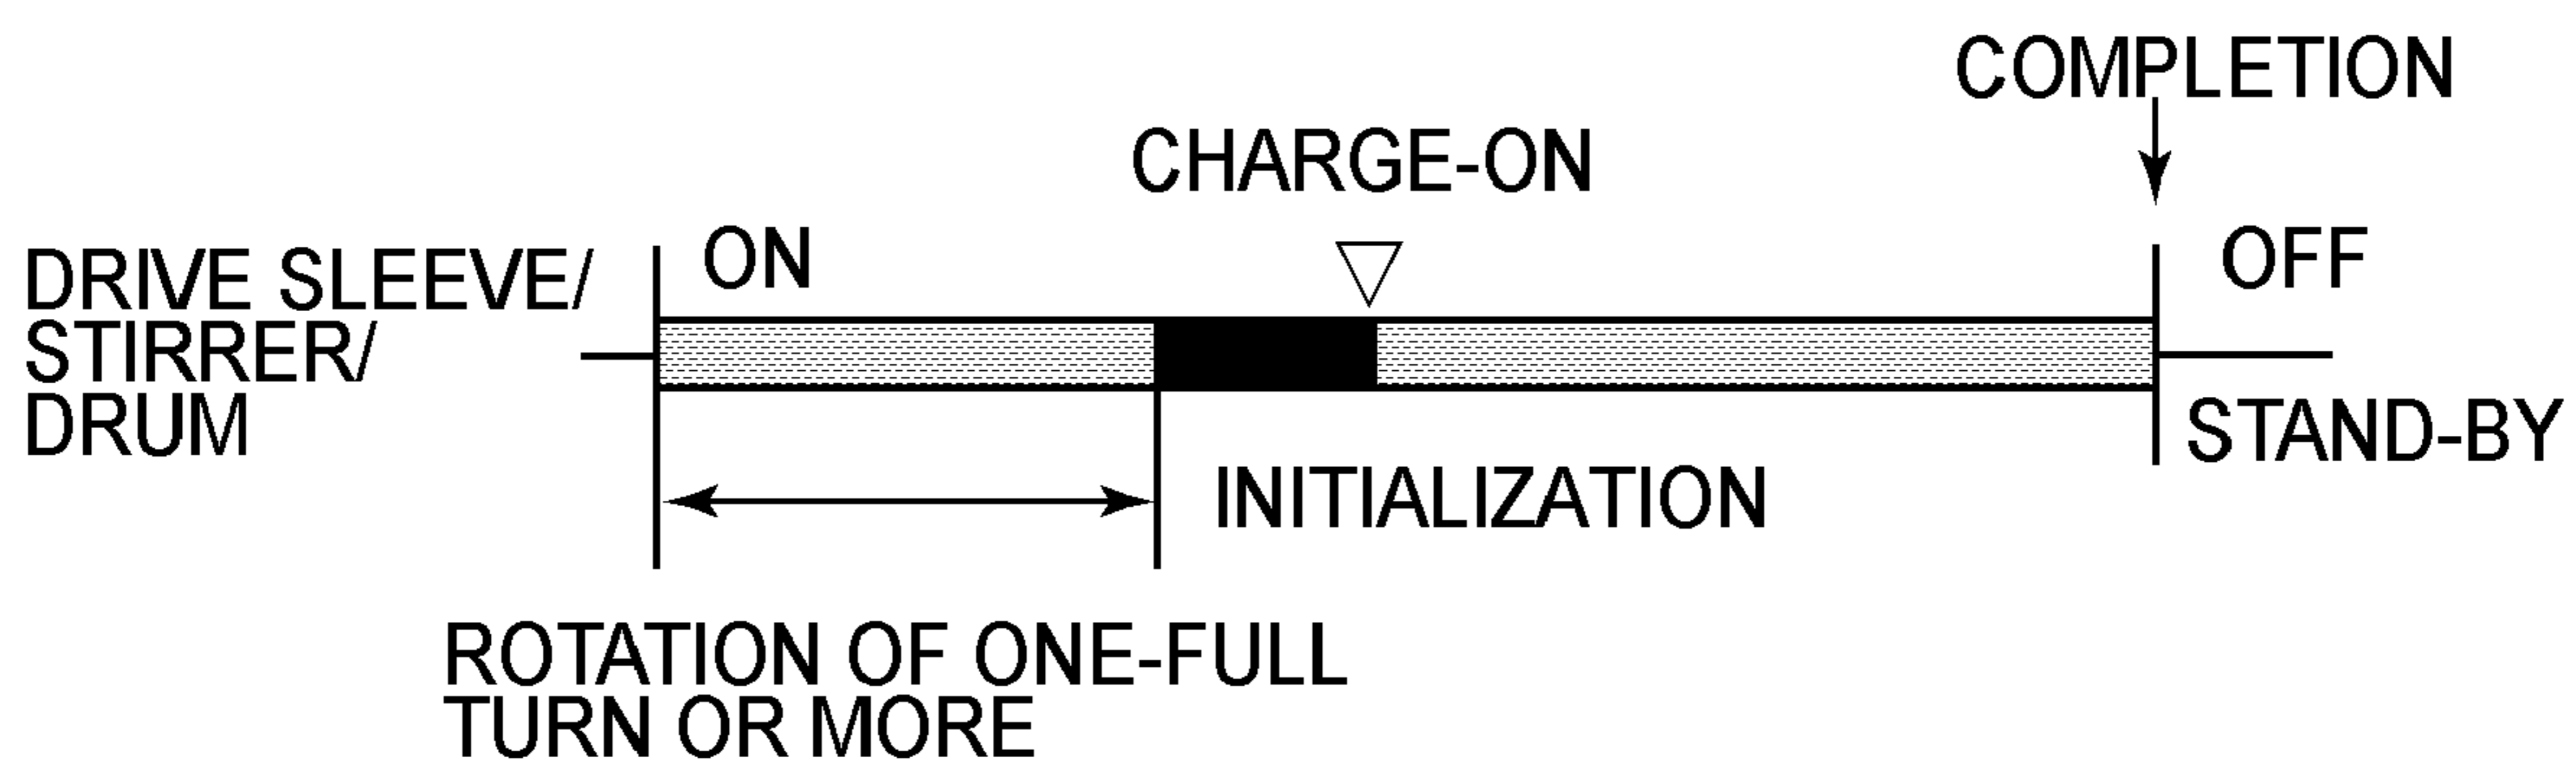 COMPLETION
CHARGE-ON
ON
OFF
DRIVE SLEEVE/
STIRRER/
DRUM
STAND-BY
INITIALIZATION
ROTATION OF ONE-FULL
TURN OR MORE